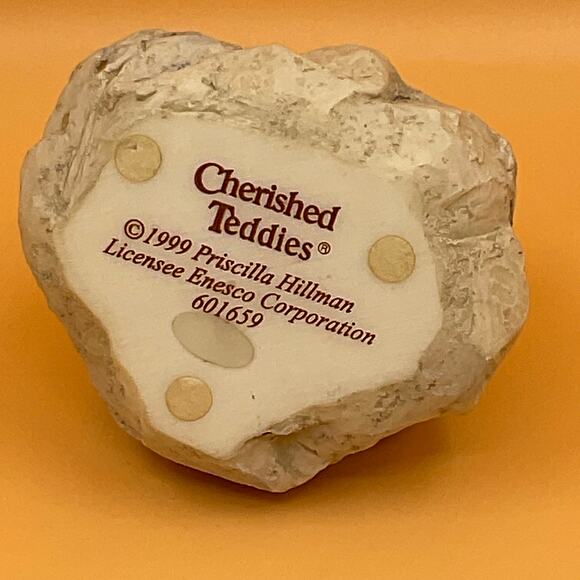 Cherished
Teddies®
©1999 Priscilla Hillman
Licensee Enesco Corporation
601659